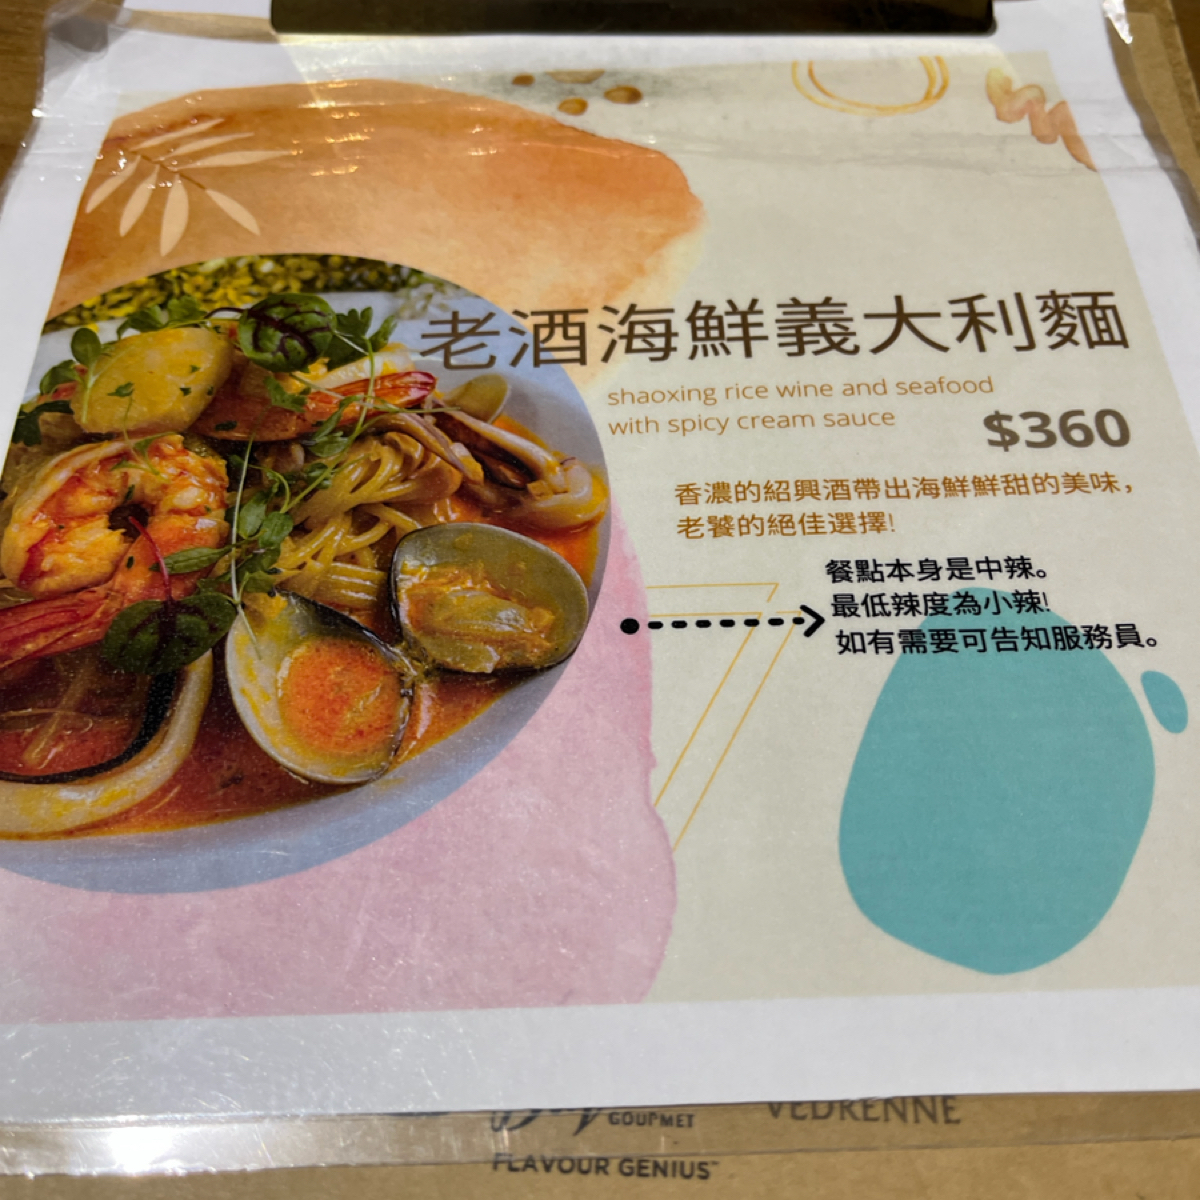 老酒海鮮義大利麵
shaoxing rice wine and seafood
with spicy cream sauce
$360
香濃的紹興酒帶出海鮮鮮甜的美味，
老饕的絕佳選擇!
餐點本身是中辣。
最低辣度為小辣!
如有需要可告知服務員。
GOURMET
VEDRENNE
FLAVOUR GENIUS™